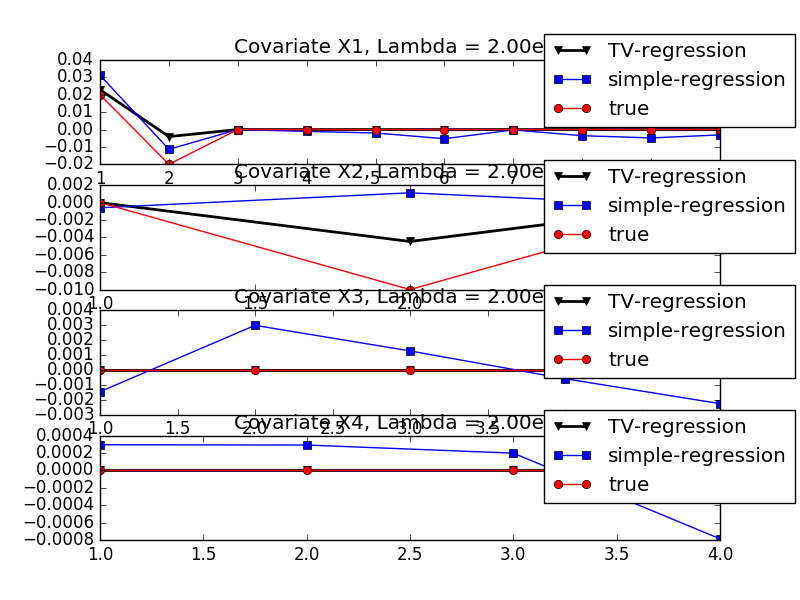 Covariate X1, Lambda = 2.00e
TV-regression
simple-regression
true
0.04
0.03
0.02
0.01
0.00
−0.01
−0.02
1 2 3 4 5 6 7
Covariate X2, Lambda = 2.00e
TV-regression
simple-regression
true
0.002
0.000
−0.002
−0.004
−0.006
−0.008
−0.010
1.0 1.5 2.0
Covariate X3, Lambda = 2.00e
TV-regression
simple-regression
true
0.004
0.003
0.002
0.001
0.000
−0.001
−0.002
−0.003
1.0 1.5 2.0 2.5 3.0 3.5
Covariate X4, Lambda = 2.00e
TV-regression
simple-regression
true
0.0004
0.0002
0.0000
−0.0002
−0.0004
−0.0006
−0.0008
1.0 1.5 2.0 2.5 3.0 3.5 4.0